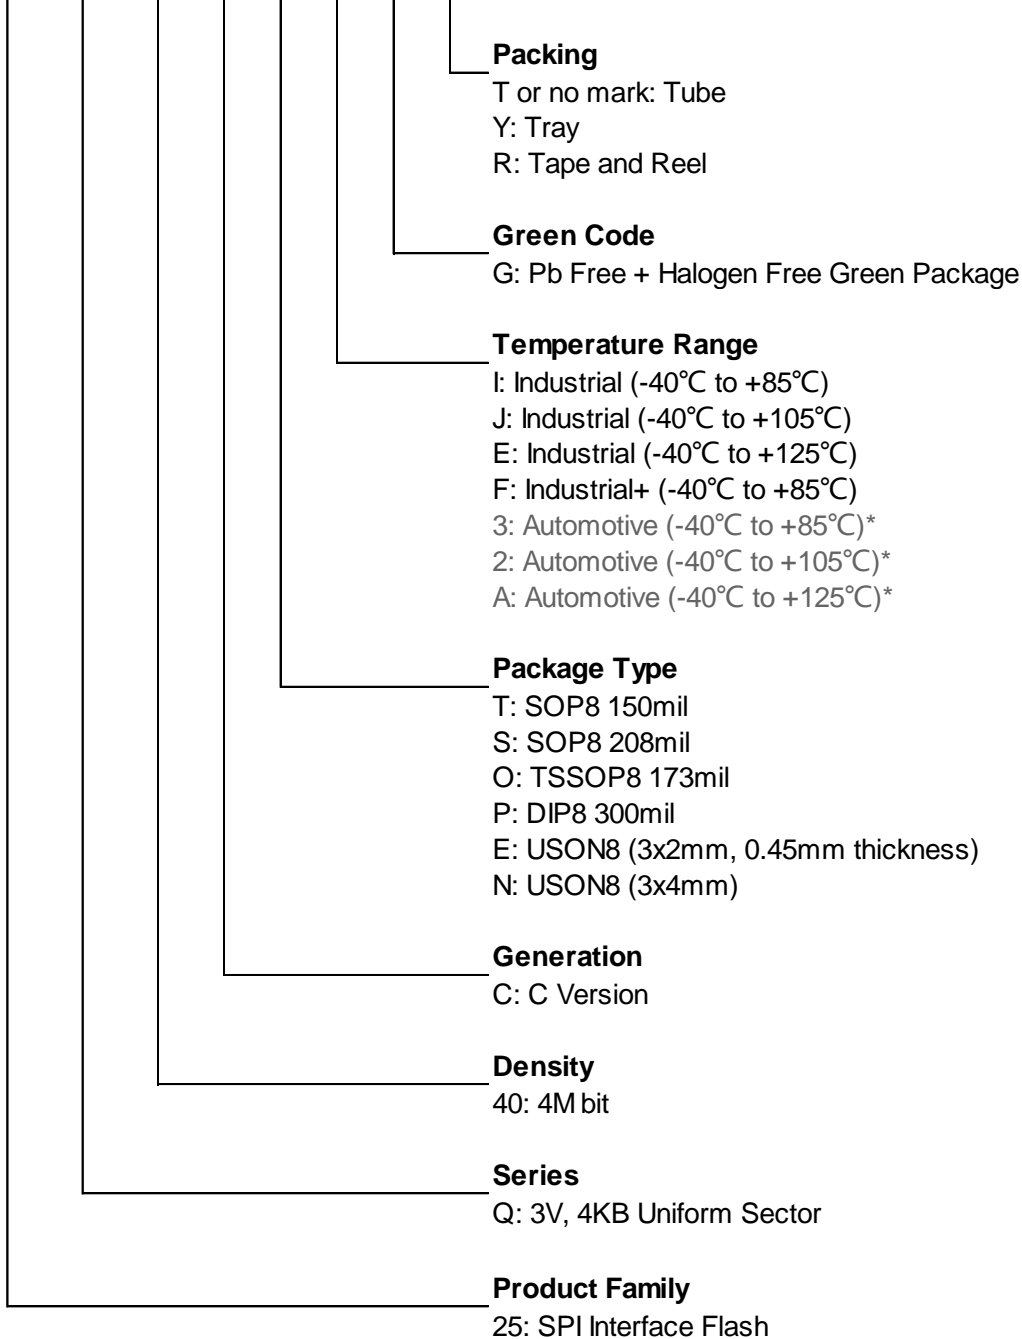 Packing
T or no mark: Tube
Y: Tray
R: Tape and Reel
Green Code
G: Pb Free + Halogen Free Green Package
Temperature Range
I: Industrial (-40℃ to +85℃)
J: Industrial (-40℃ to +105℃)
E: Industrial (-40℃ to +125℃)
F: Industrial+ (-40℃ to +85℃)
3: Automotive (-40℃ to +85℃)*
2: Automotive (-40℃ to +105℃)*
A: Automotive (-40℃ to +125℃)*
Package Type
T: SOP8 150mil
S: SOP8 208mil
O: TSSOP8 173mil
P: DIP8 300mil
E: USON8 (3x2mm, 0.45mm thickness)
N: USON8 (3x4mm)
Generation
C: C Version
Density
40: 4M bit
Series
Q: 3V, 4KB Uniform Sector
Product Family
25: SPI Interface Flash